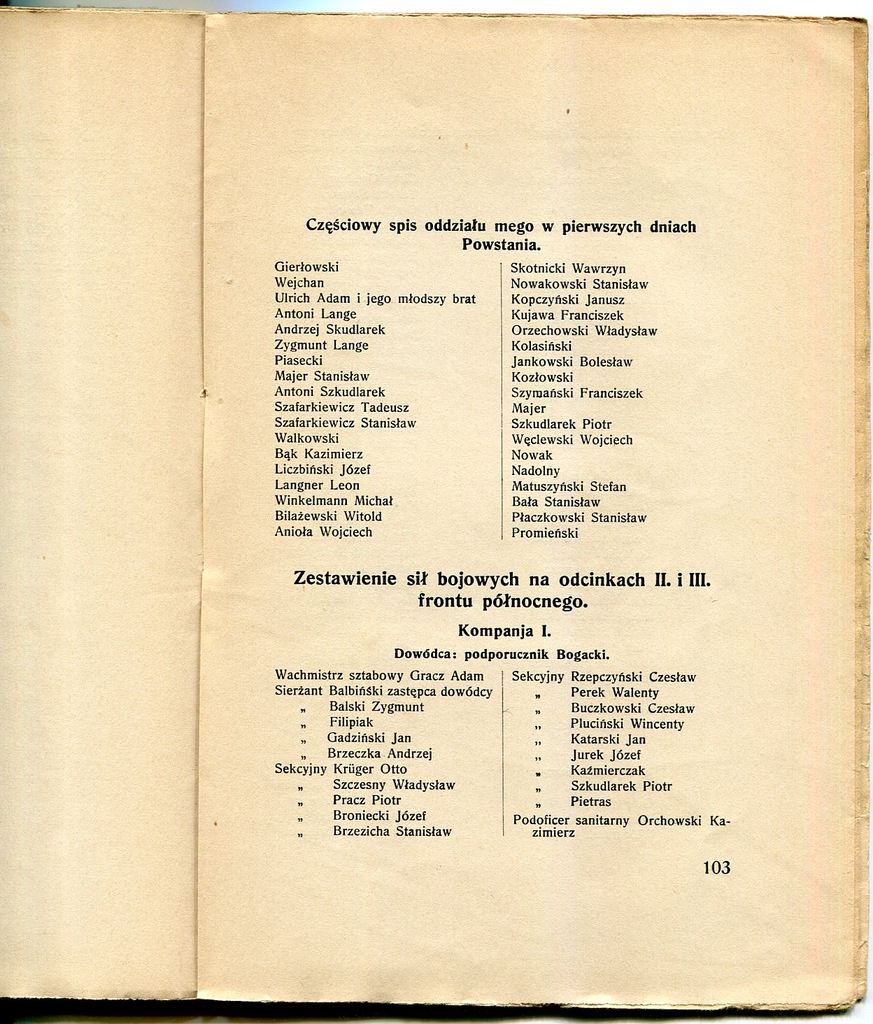 Częściowy spis oddziału mego w pierwszych dniach
Powstania.
Gierłowski
Wejchan
Ulrich Adam i jego młodszy brat
Antoni Lange
Andrzej Skudlarek
Zygmunt Lange
Piasecki
Majer Stanisław
Antoni Szkudlarek
Szafarkiewicz Tadeusz
Szafarkiewicz Stanisław
Walkowski
Bąk Kazimierz
Liczbiński Józef
Langner Leon
Winkelmann Michał
Bilażewski Witold
Anioła Wojciech
Skotnicki Wawrzyn
Nowakowski Stanisław
Kopczyński Janusz
Kujawa Franciszek
Orzechowski Władysław
Kolasiński
Jankowski Bolesław
Kozłowski
Szymański Franciszek
Majer
Szkudlarek Piotr
Węclewski Wojciech
Nowak
Nadolny
Matuszyński Stefan
Bała Stanisław
Płaczkowski Stanisław
Promieński
Zestawienie sił bojowych na odcinkach II. i III.
frontu północnego.
Kompanja I.
Dowódca: podporucznik Bogacki.
Wachmistrz sztabowy Gracz Adam
Sierżant Balbińśki zastępca dowódcy
„ Balski Zygmunt
„ Filipiak
„ Gadziński Jan
„ Brzeczka Andrzej
Sekcyjny Krüger Otto
„ Szczesny Władysław
„ Pracz Piotr
„ Broniecki Józef
„ Brzezicha Stanisław
Sekcyjny Rzepczyński Czesław
„ Perek Walenty
„ Buczkowski Czesław
„ Pluciński Wincenty
„ Katarski Jan
„ Jurek Józef
„ Kaźmierczak
„ Szkudlarek Piotr
„ Pietras
Podoficer sanitarny Orchowski Ka-
zimierz
103